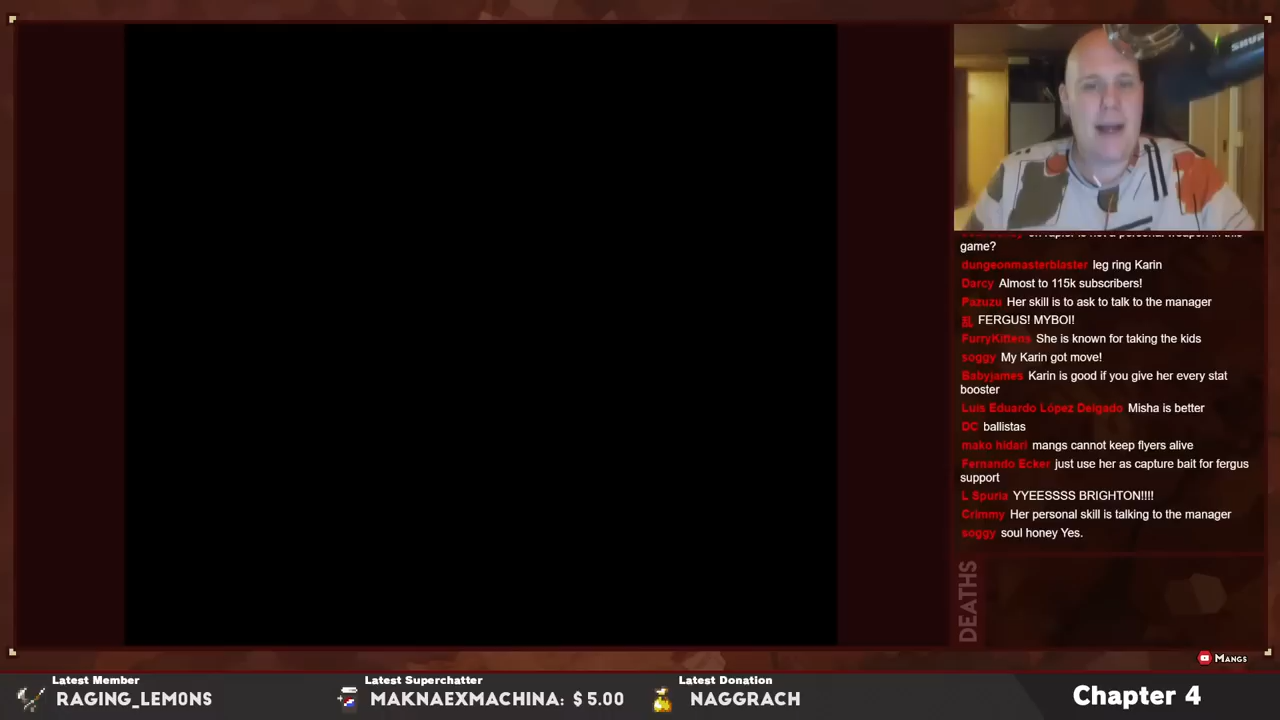 game?
dungeonmasterblaster leg ring Karin
Darcy Almost to 115k subscribers!
Pazuzu Her skill is to ask to talk to the manager
FERGUS! MYBOI!
FurryKittens She is known for taking the kids
soggy My Karin got move!
Babyjames Karin is good if you give her every stat
booster
Luis Eduardo López Delgado Misha is better
DC ballistas
mako hidari mangs cannot keep flyers alive
Fernando Ecker just use her as capture bait for fergus
support
L Spuria YYEESSSS BRIGHTON!!!!
Crimmy Her personal skill is talking to the manager
soggy soul honey Yes.
DEATHS
MANGS
Latest Member
RAGING_LEM0NS
Latest Superchatter
MAKNAEXMACHINA: $ 5.00
Latest Donation
NAGGRACH
Chapter 4